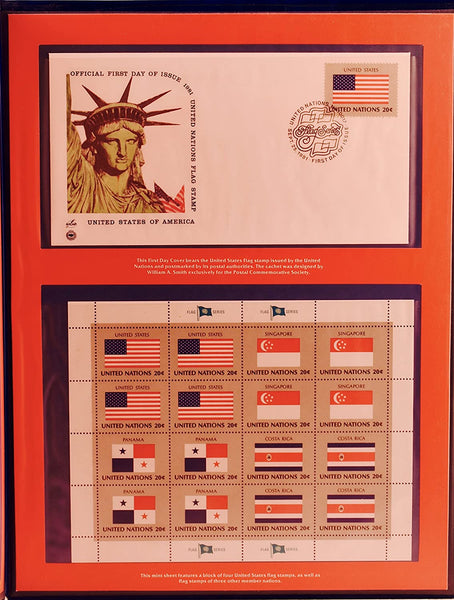 OFFICIAL FIRST DAY OF ISSUE 1981
UNITED NATIONS FLAG STAMP
UNITED STATES OF AMERICA
UNITED STATES
UNITED NATIONS 20¢
UNITED NATIONS
Flag Series
SEPT. 25, 1981 - FIRST DAY OF ISSUE
This First Day Cover bears the United States flag stamp issued by the United
Nations and postmarked by its postal authorities. The cachet was designed by
William A. Smith exclusively for the Postal Commemorative Society.
FLAG SERIES FLAG SERIES
UNITED STATES UNITED STATES SINGAPORE SINGAPORE
UNITED NATIONS 20¢ UNITED NATIONS 20¢ UNITED NATIONS 20¢ UNITED NATIONS 20¢
UNITED STATES UNITED STATES SINGAPORE SINGAPORE
UNITED NATIONS 20¢ UNITED NATIONS 20¢ UNITED NATIONS 20¢ UNITED NATIONS 20¢
PANAMA PANAMA COSTA RICA COSTA RICA
UNITED NATIONS 20¢ UNITED NATIONS 20¢ UNITED NATIONS 20¢ UNITED NATIONS 20¢
PANAMA PANAMA COSTA RICA COSTA RICA
UNITED NATIONS 20¢ UNITED NATIONS 20¢ UNITED NATIONS 20¢ UNITED NATIONS 20¢
FLAG SERIES FLAG SERIES
This mint sheet features a block of four United States flag stamps, as well as
flag stamps of three other member nations.